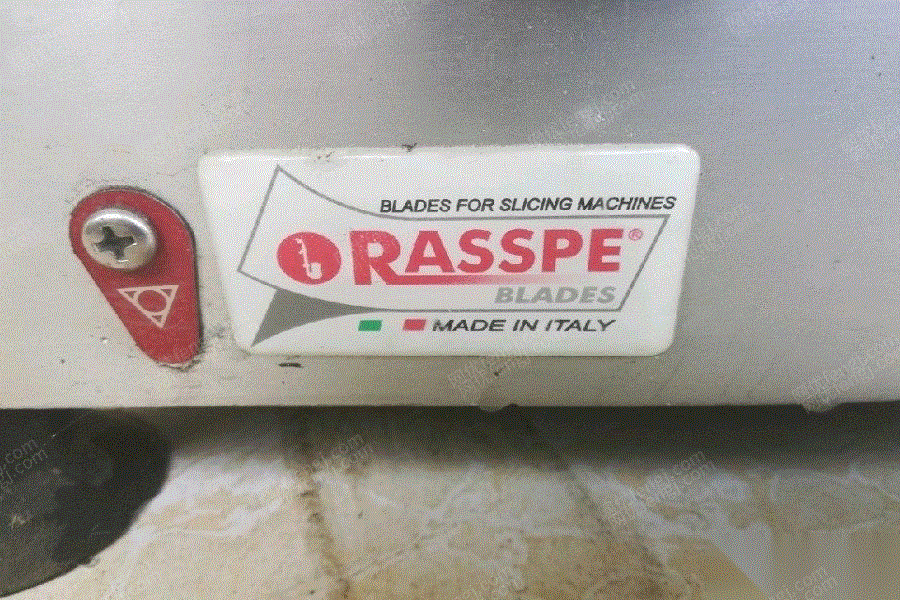 BLADES FOR SLICING MACHINES
RASSPE®
BLADES
MADE IN ITALY